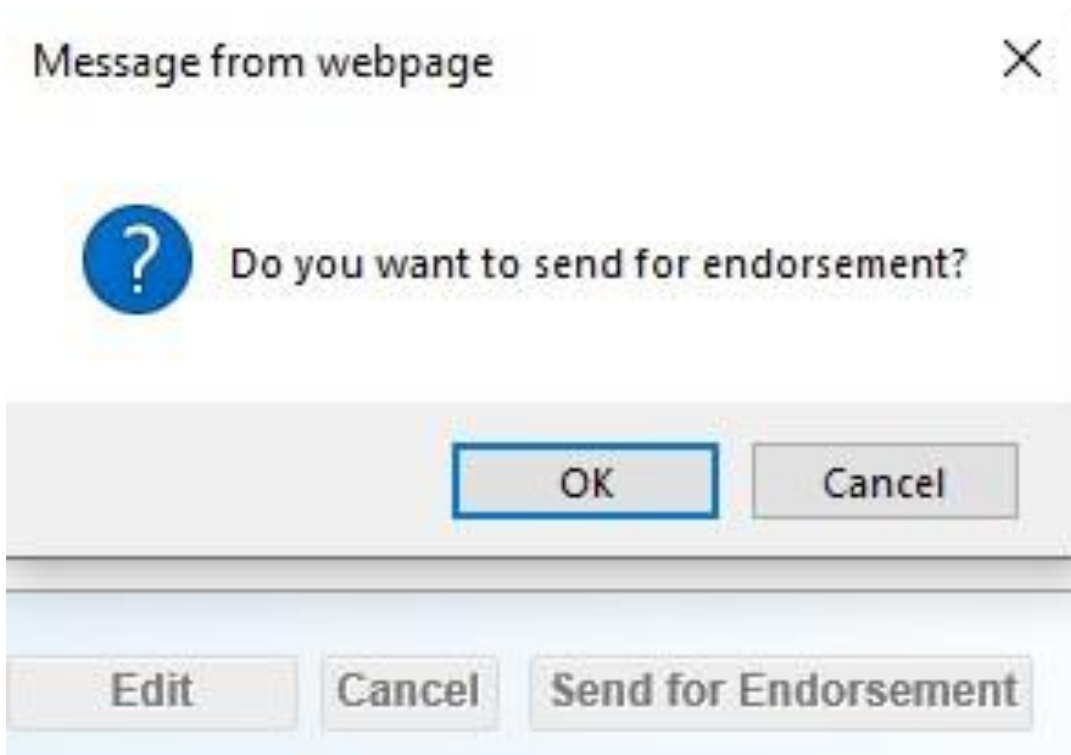 Message from webpage
?
Do you want to send for endorsement?
OK Cancel
Edit Cancel Send for Endorsement